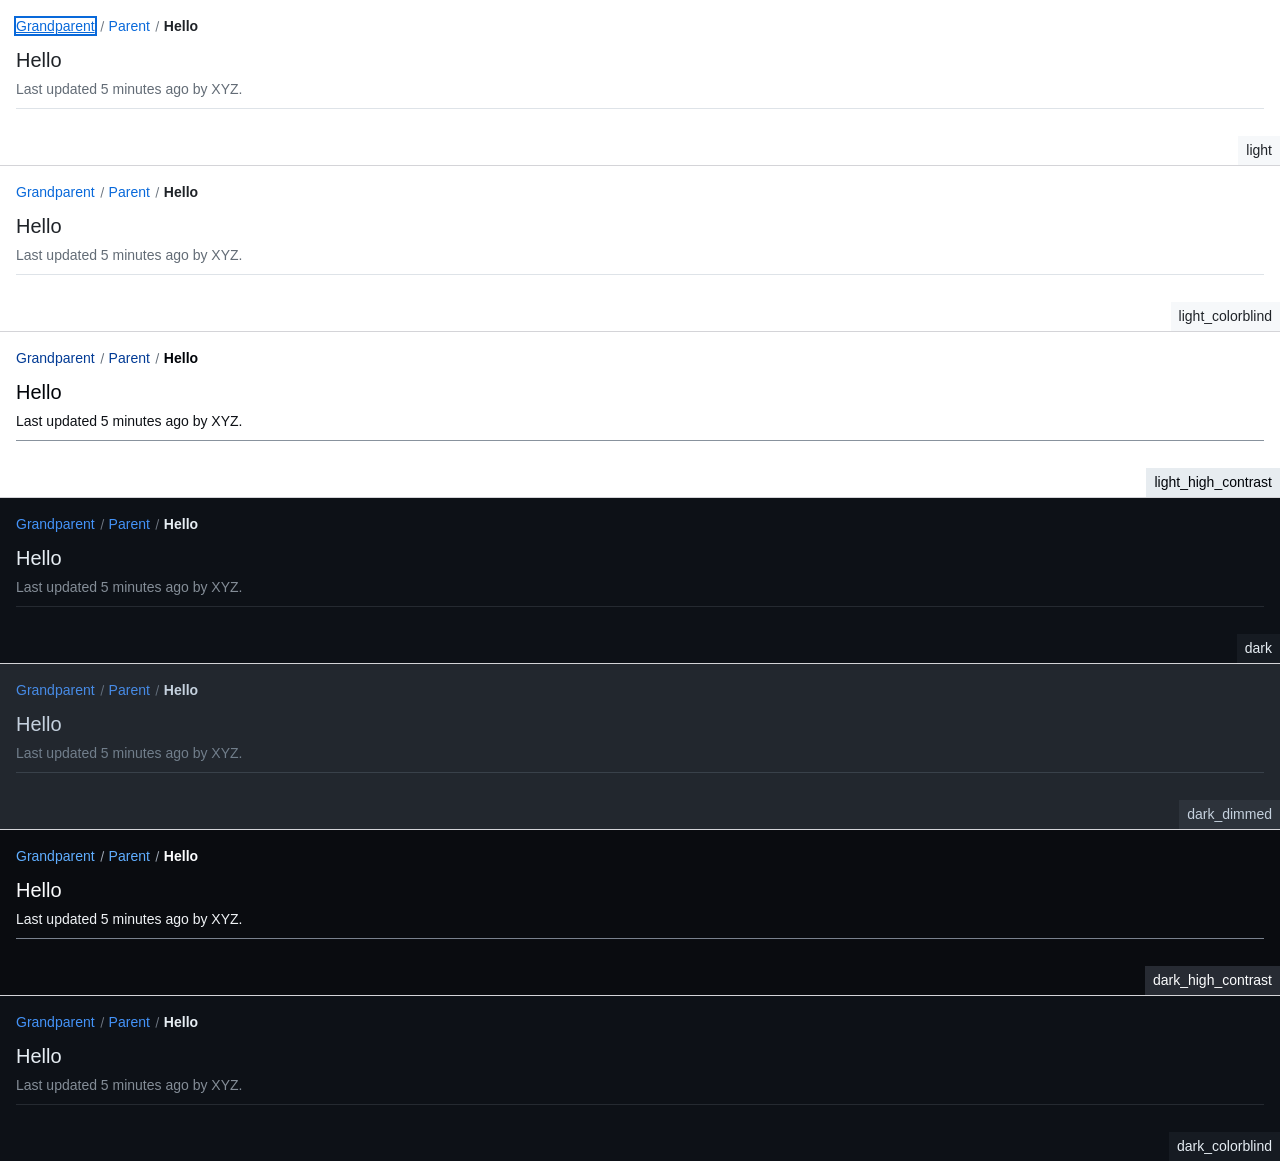 Grandparent / Parent / Hello
Hello
Last updated 5 minutes ago by XYZ.
light
Grandparent / Parent / Hello
Hello
Last updated 5 minutes ago by XYZ.
light_colorblind
Grandparent / Parent / Hello
Hello
Last updated 5 minutes ago by XYZ.
light_high_contrast
Grandparent / Parent / Hello
Hello
Last updated 5 minutes ago by XYZ.
dark
Grandparent / Parent / Hello
Hello
Last updated 5 minutes ago by XYZ.
dark_dimmed
Grandparent / Parent / Hello
Hello
Last updated 5 minutes ago by XYZ.
dark_high_contrast
Grandparent / Parent / Hello
Hello
Last updated 5 minutes ago by XYZ.
dark_colorblind